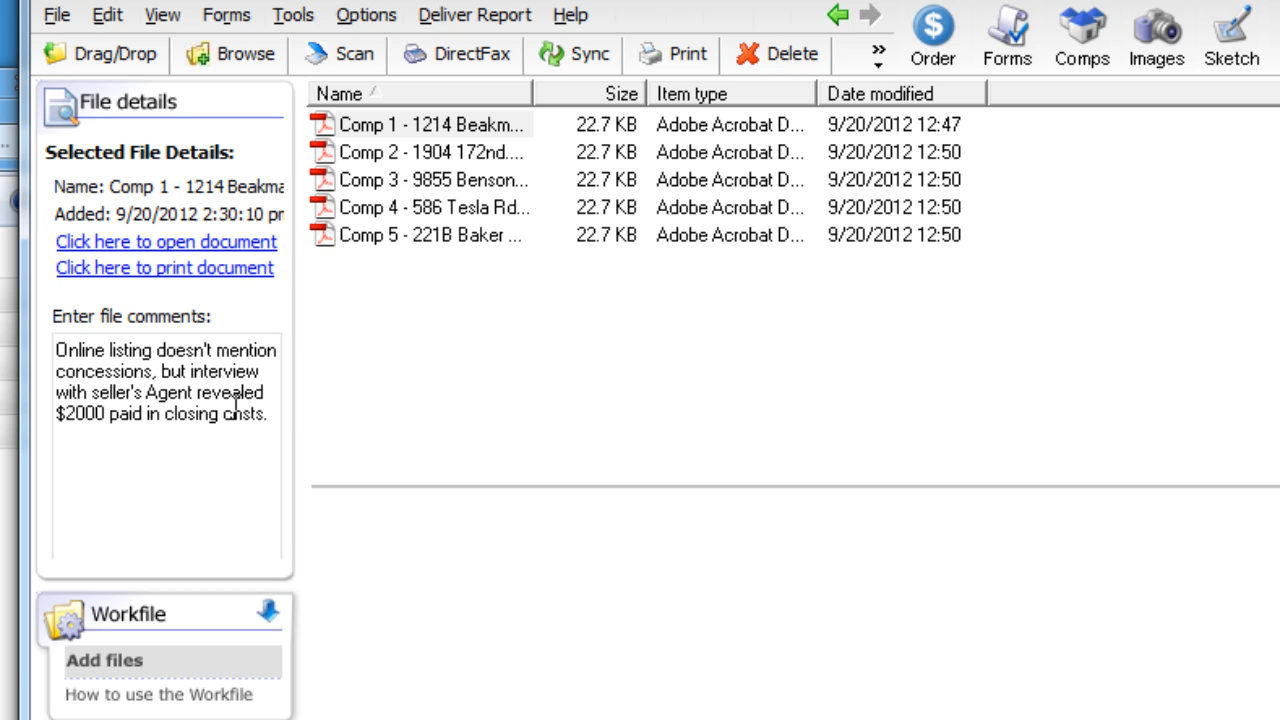 File Edit View Forms Tools Options Deliver Report Help
Drag/Drop Browse Scan DirectFax Sync Print Delete »
Order Forms Comps Images Sketch
File details
Selected File Details:
Name: Comp 1 - 1214 Beakma
Added: 9/20/2012 2:30:10 pm
Click here to open document
Click here to print document
Enter file comments:
Online listing doesn't mention
concessions, but interview
with seller's Agent revealed
$2000 paid in closing costs.
Workfile
Add files
How to use the Workfile
Name Size Item type Date modified
Comp 1 - 1214 Beakm... 22.7 KB Adobe Acrobat D... 9/20/2012 12:47
Comp 2 - 1904 172nd.... 22.7 KB Adobe Acrobat D... 9/20/2012 12:50
Comp 3 - 9855 Benson... 22.7 KB Adobe Acrobat D... 9/20/2012 12:50
Comp 4 - 586 Tesla Rd... 22.7 KB Adobe Acrobat D... 9/20/2012 12:50
Comp 5 - 221B Baker ... 22.7 KB Adobe Acrobat D... 9/20/2012 12:50